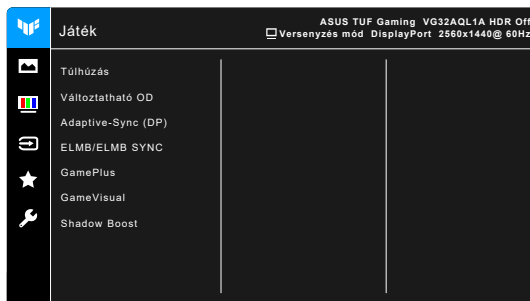 Játék
ASUS TUF Gaming VG32AQL1A HDR Off
Versenyzés mód DisplayPort 2560x1440@ 60Hz
Túlhúzás
Változtatható OD
Adaptive-Sync (DP)
ELMB/ELMB SYNC
GamePlus
GameVisual
Shadow Boost